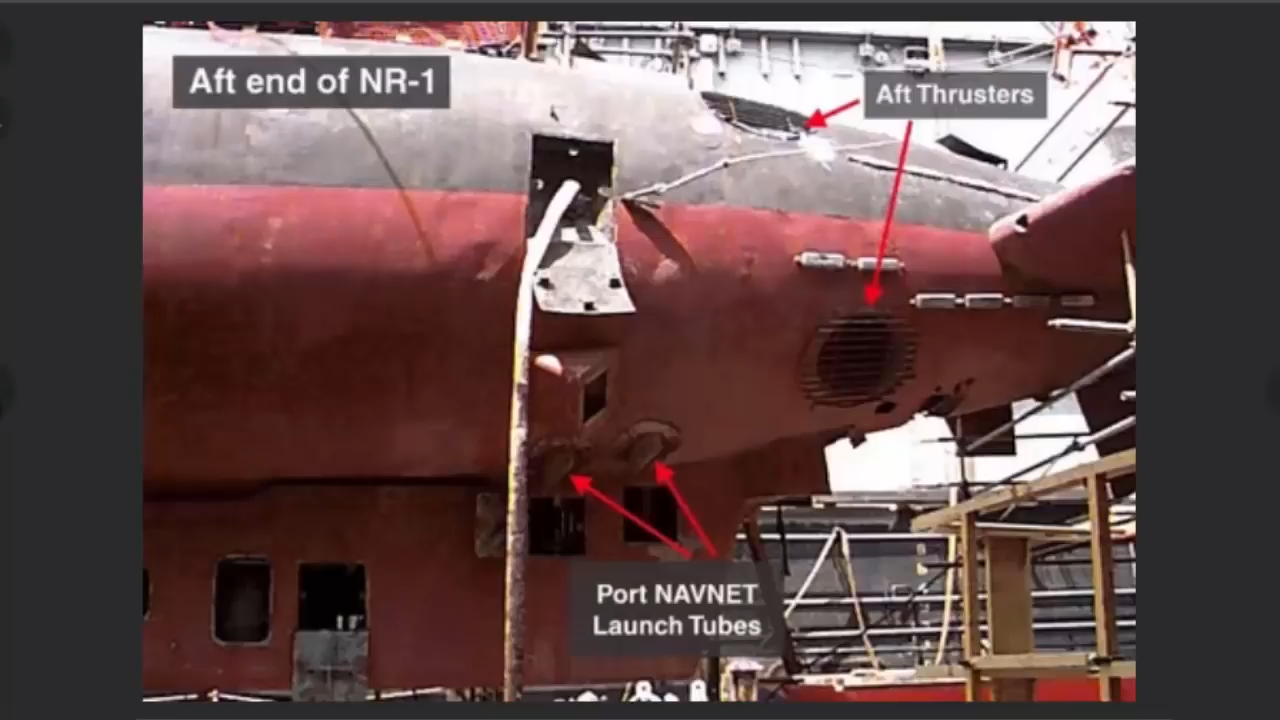 Aft end of NR-1
Aft Thrusters
Port NAVNET
Launch Tubes